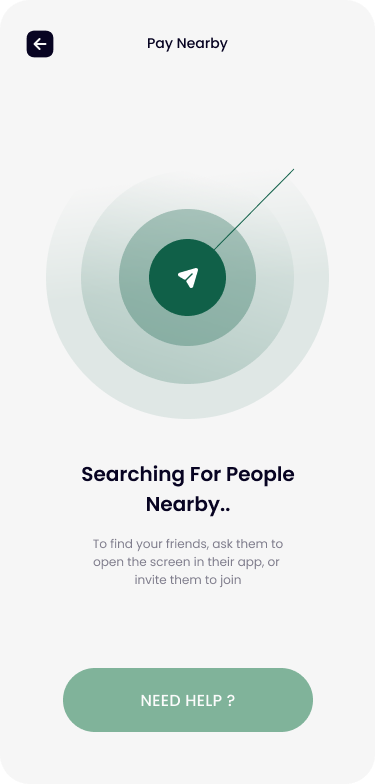 Pay Nearby
Searching For People
Nearby..
To find your friends, ask them to
open the screen in their app, or
invite them to join
NEED HELP ?